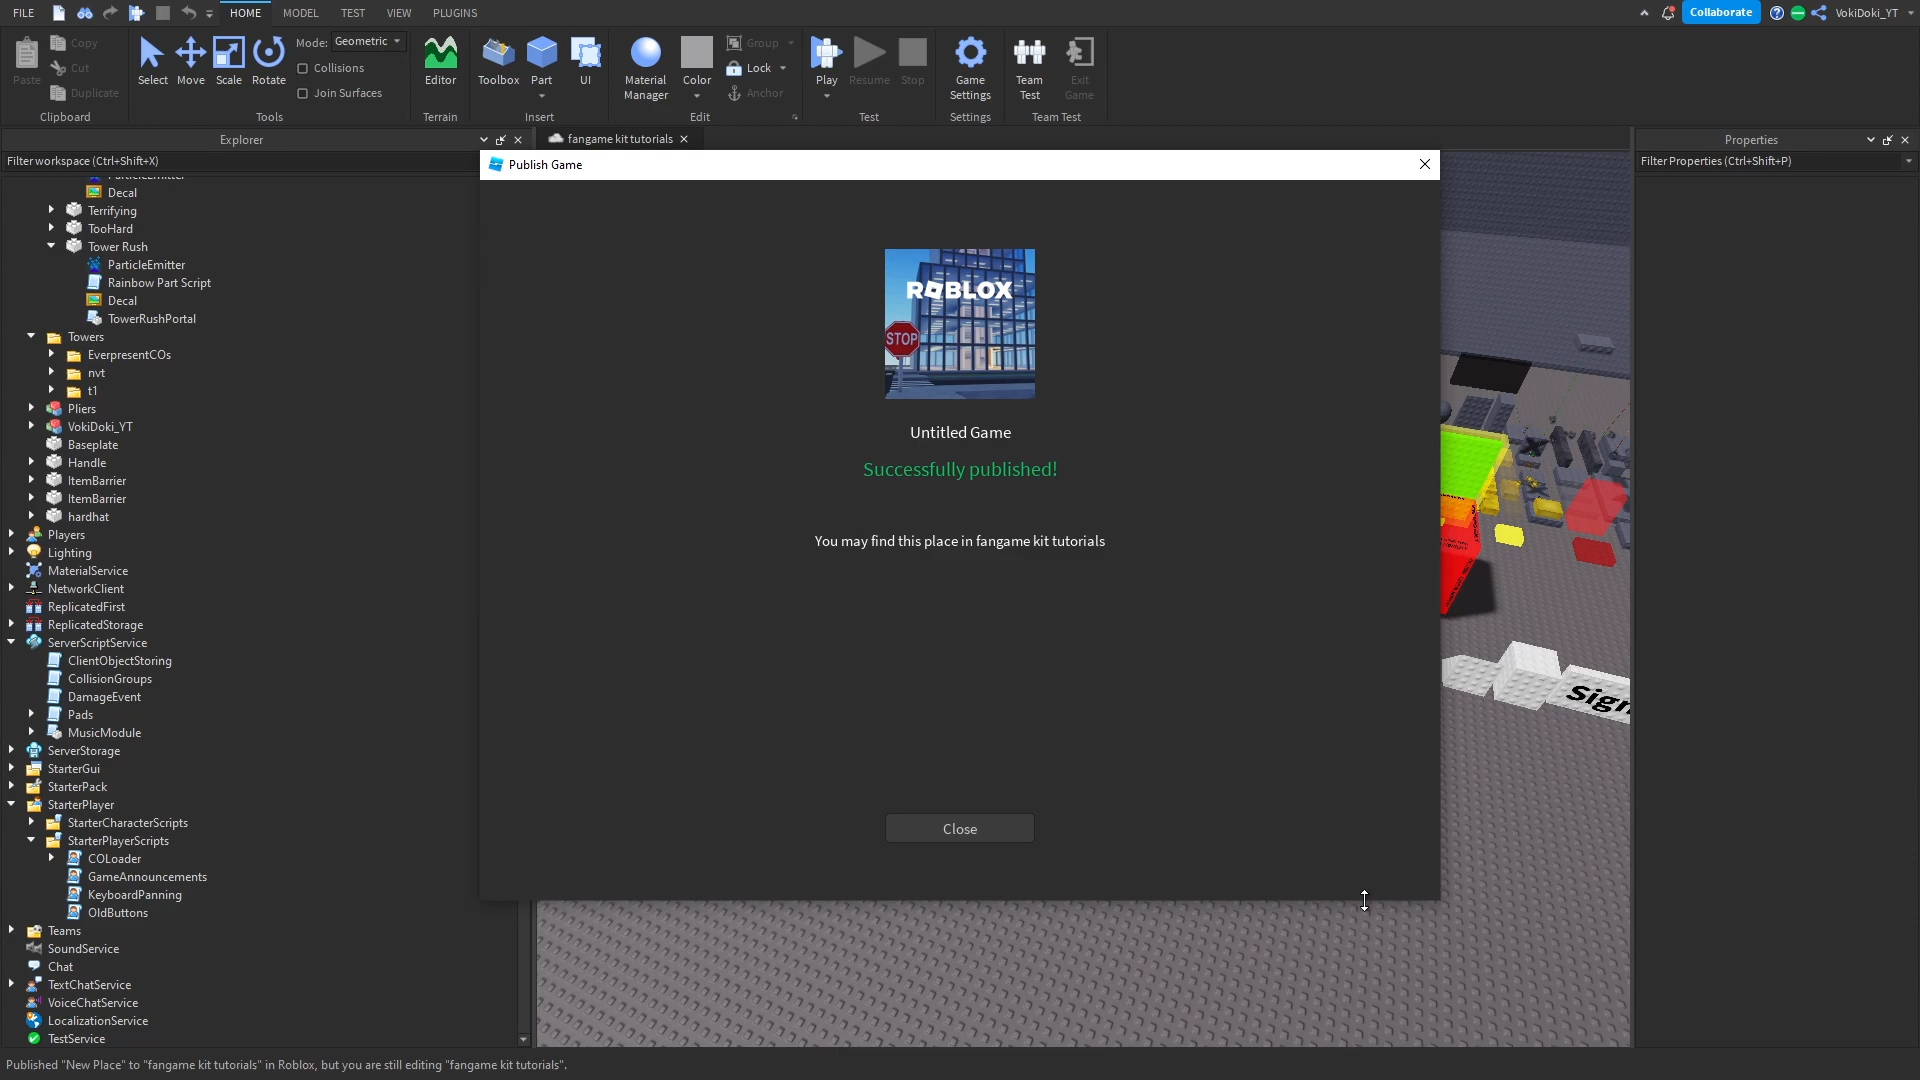 FILE
HOME
MODEL
TEST
VIEW
PLUGINS
Collaborate
VokiDoki_YT
Paste
Copy
Cut
Duplicate
Clipboard
Select
Move
Scale
Rotate
Mode: Geometric
Collisions
Join Surfaces
Tools
Editor
Terrain
Toolbox
Part
UI
Insert
Material Manager
Color
Group
Lock
Anchor
Edit
Play
Resume
Stop
Test
Game Settings
Settings
Team Test
Exit Game
Team Test
Explorer
fangame kit tutorials
Properties
Filter workspace (Ctrl+Shift+X)
Filter Properties (Ctrl+Shift+P)
ParticleEmitter
Decal
Terrifying
TooHard
Tower Rush
ParticleEmitter
Rainbow Part Script
Decal
TowerRushPortal
Towers
EverpresentCOs
nvt
t1
Pliers
VokiDoki_YT
Baseplate
Handle
ItemBarrier
ItemBarrier
hardhat
Players
Lighting
MaterialService
NetworkClient
ReplicatedFirst
ReplicatedStorage
ServerScriptService
ClientObjectStoring
CollisionGroups
DamageEvent
Pads
MusicModule
ServerStorage
StarterGui
StarterPack
StarterPlayer
StarterCharacterScripts
StarterPlayerScripts
COLoader
GameAnnouncements
KeyboardPanning
OldButtons
Teams
SoundService
Chat
TextChatService
VoiceChatService
LocalizationService
TestService
Publish Game
ROBLOX
STOP
Untitled Game
Successfully published!
You may find this place in fangame kit tutorials
Close
Sign
Published "New Place" to "fangame kit tutorials" in Roblox, but you are still editing "fangame kit tutorials".